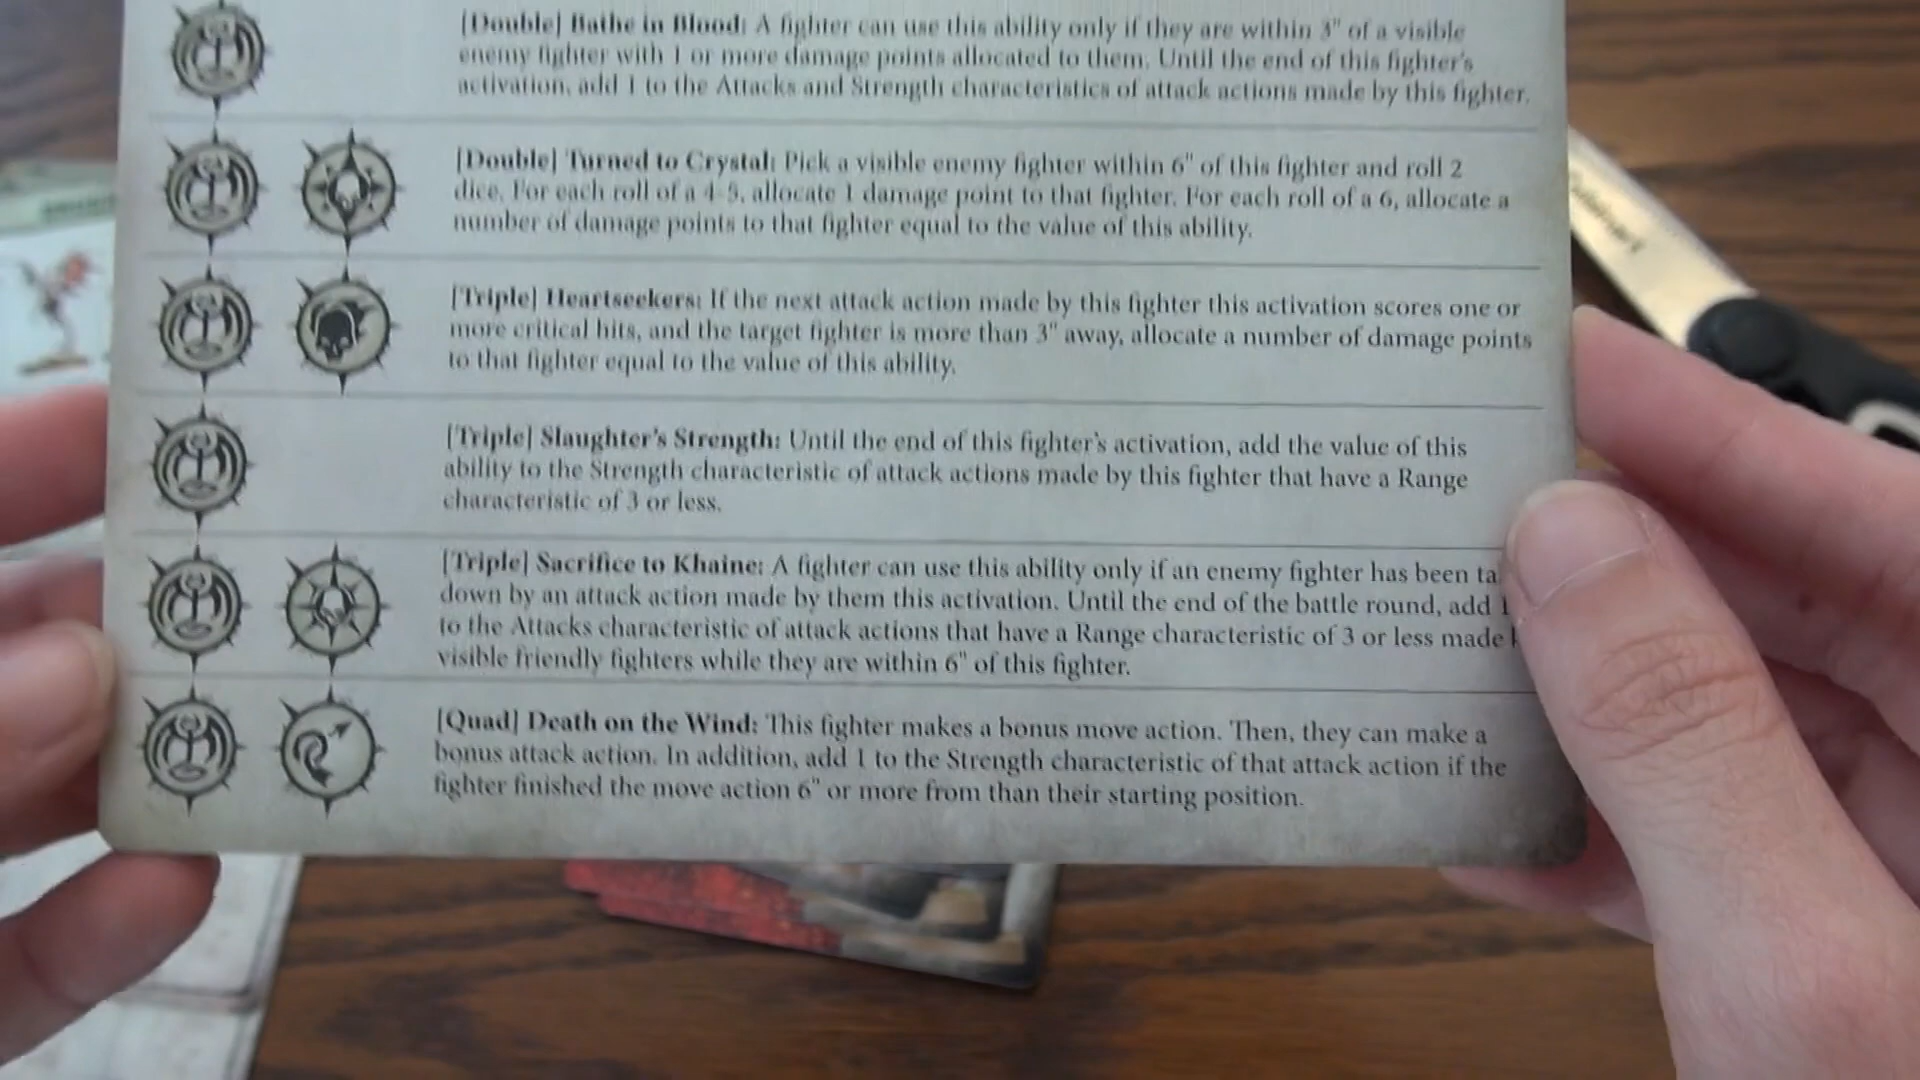 [Double] Bathe in Blood: A fighter can use this ability only if they are within 3" of a visible
enemy fighter with 1 or more damage points allocated to them. Until the end of this fighter's
activation, add 1 to the Attacks and Strength characteristics of attack actions made by this fighter.
[Double] Turned to Crystal: Pick a visible enemy fighter within 6" of this fighter and roll 2
dice. For each roll of a 4-5, allocate 1 damage point to that fighter. For each roll of a 6, allocate a
number of damage points to that fighter equal to the value of this ability.
[Triple] Heartseekers: If the next attack action made by this fighter this activation scores one or
more critical hits, and the target fighter is more than 3" away, allocate a number of damage points
to that fighter equal to the value of this ability.
[Triple] Slaughter's Strength: Until the end of this fighter's activation, add the value of this
ability to the Strength characteristic of attack actions made by this fighter that have a Range
characteristic of 3 or less.
[Triple] Sacrifice to Khaine: A fighter can use this ability only if an enemy fighter has been ta
down by an attack action made by them this activation. Until the end of the battle round, add 1
to the Attacks characteristic of attack actions that have a Range characteristic of 3 or less made
visible friendly fighters while they are within 6" of this fighter.
[Quad] Death on the Wind: This fighter makes a bonus move action. Then, they can make a
bonus attack action. In addition, add 1 to the Strength characteristic of that attack action if the
fighter finished the move action 6" or more from than their starting position.